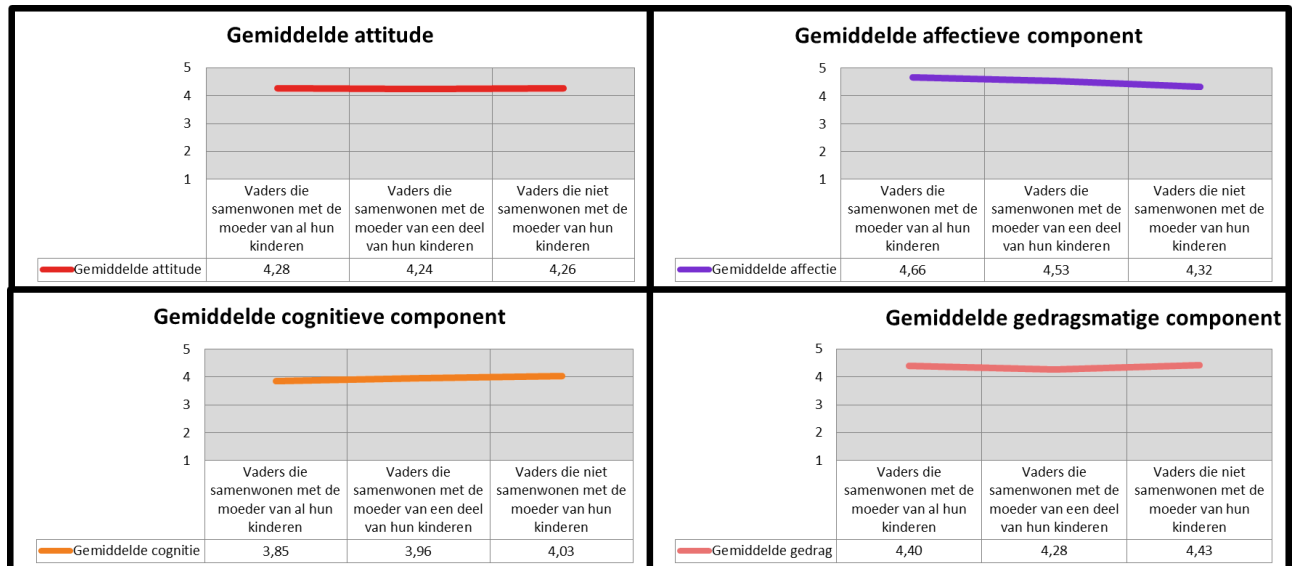 Gemiddelde attitude
5
4
3
2
1
Vaders die
samenwonen met de
moeder van al hun
kinderen
Vaders die
samenwonen met de
moeder van een deel
van hun kinderen
Vaders die niet
samenwonen met de
moeder van hun
kinderen
Gemiddelde attitude 4,28 4,24 4,26
Gemiddelde affectieve component
5
4
3
2
1
Vaders die
samenwonen met de
moeder van al hun
kinderen
Vaders die
samenwonen met de
moeder van een deel
van hun kinderen
Vaders die niet
samenwonen met de
moeder van hun
kinderen
Gemiddelde affectie 4,66 4,53 4,32
Gemiddelde cognitieve component
5
4
3
2
1
Vaders die
samenwonen met de
moeder van al hun
kinderen
Vaders die
samenwonen met de
moeder van een deel
van hun kinderen
Vaders die niet
samenwonen met de
moeder van hun
kinderen
Gemiddelde cognitie 3,85 3,96 4,03
Gemiddelde gedragsmatige component
5
4
3
2
1
Vaders die
samenwonen met de
moeder van al hun
kinderen
Vaders die
samenwonen met de
moeder van een deel
van hun kinderen
Vaders die niet
samenwonen met de
moeder van hun
kinderen
Gemiddelde gedrag 4,40 4,28 4,43